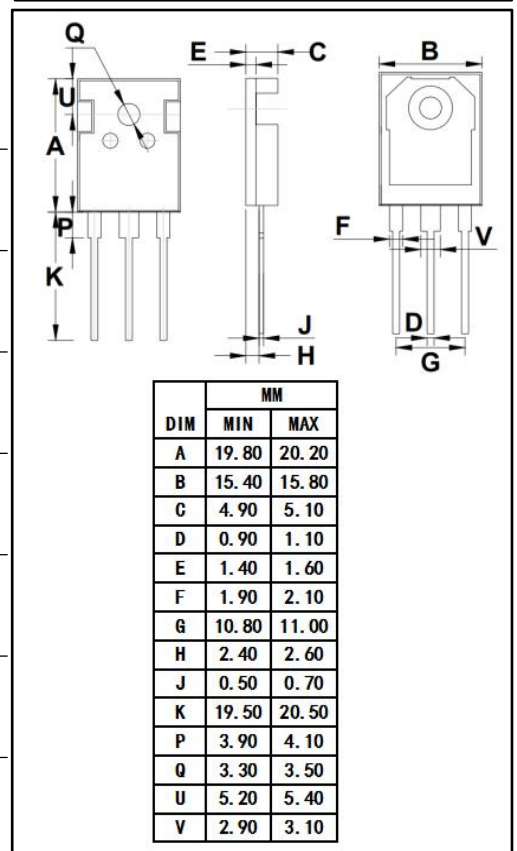 Q
E C B
U
A
P
K
F V
J
H
D
G
MM
DIM MIN MAX
A 19.80 20.20
B 15.40 15.80
C 4.90 5.10
D 0.90 1.10
E 1.40 1.60
F 1.90 2.10
G 10.80 11.00
H 2.40 2.60
J 0.50 0.70
K 19.50 20.50
P 3.90 4.10
Q 3.30 3.50
U 5.20 5.40
V 2.90 3.10